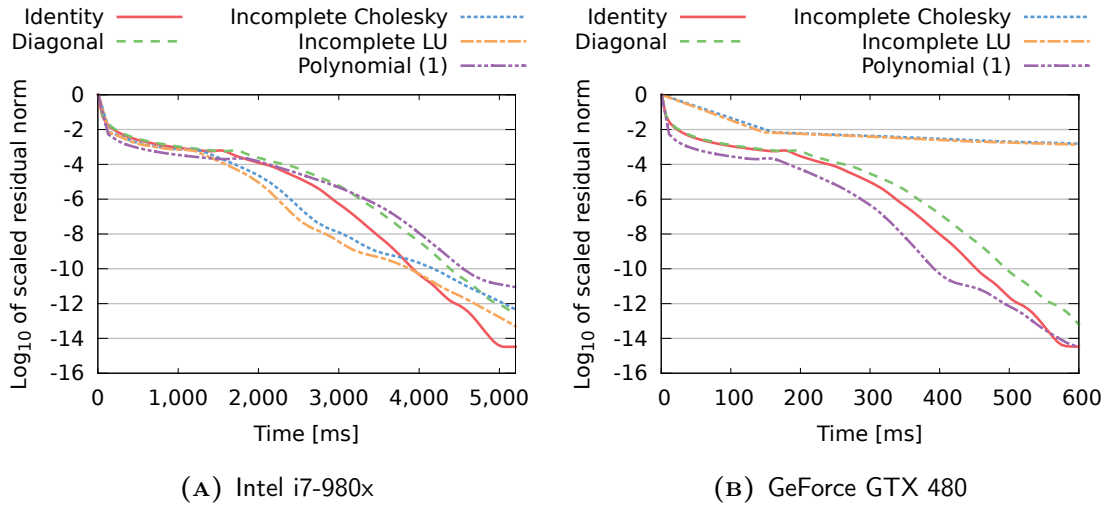 Identity
Diagonal
Incomplete Cholesky
Incomplete LU
Polynomial (1)
Log10 of scaled residual norm
0
-2
-4
-6
-8
-10
-12
-14
-16
0 1,000 2,000 3,000 4,000 5,000
Time [ms]
(A) Intel i7-980x
Identity
Diagonal
Incomplete Cholesky
Incomplete LU
Polynomial (1)
Log10 of scaled residual norm
0
-2
-4
-6
-8
-10
-12
-14
-16
0 100 200 300 400 500 600
Time [ms]
(B) GeForce GTX 480